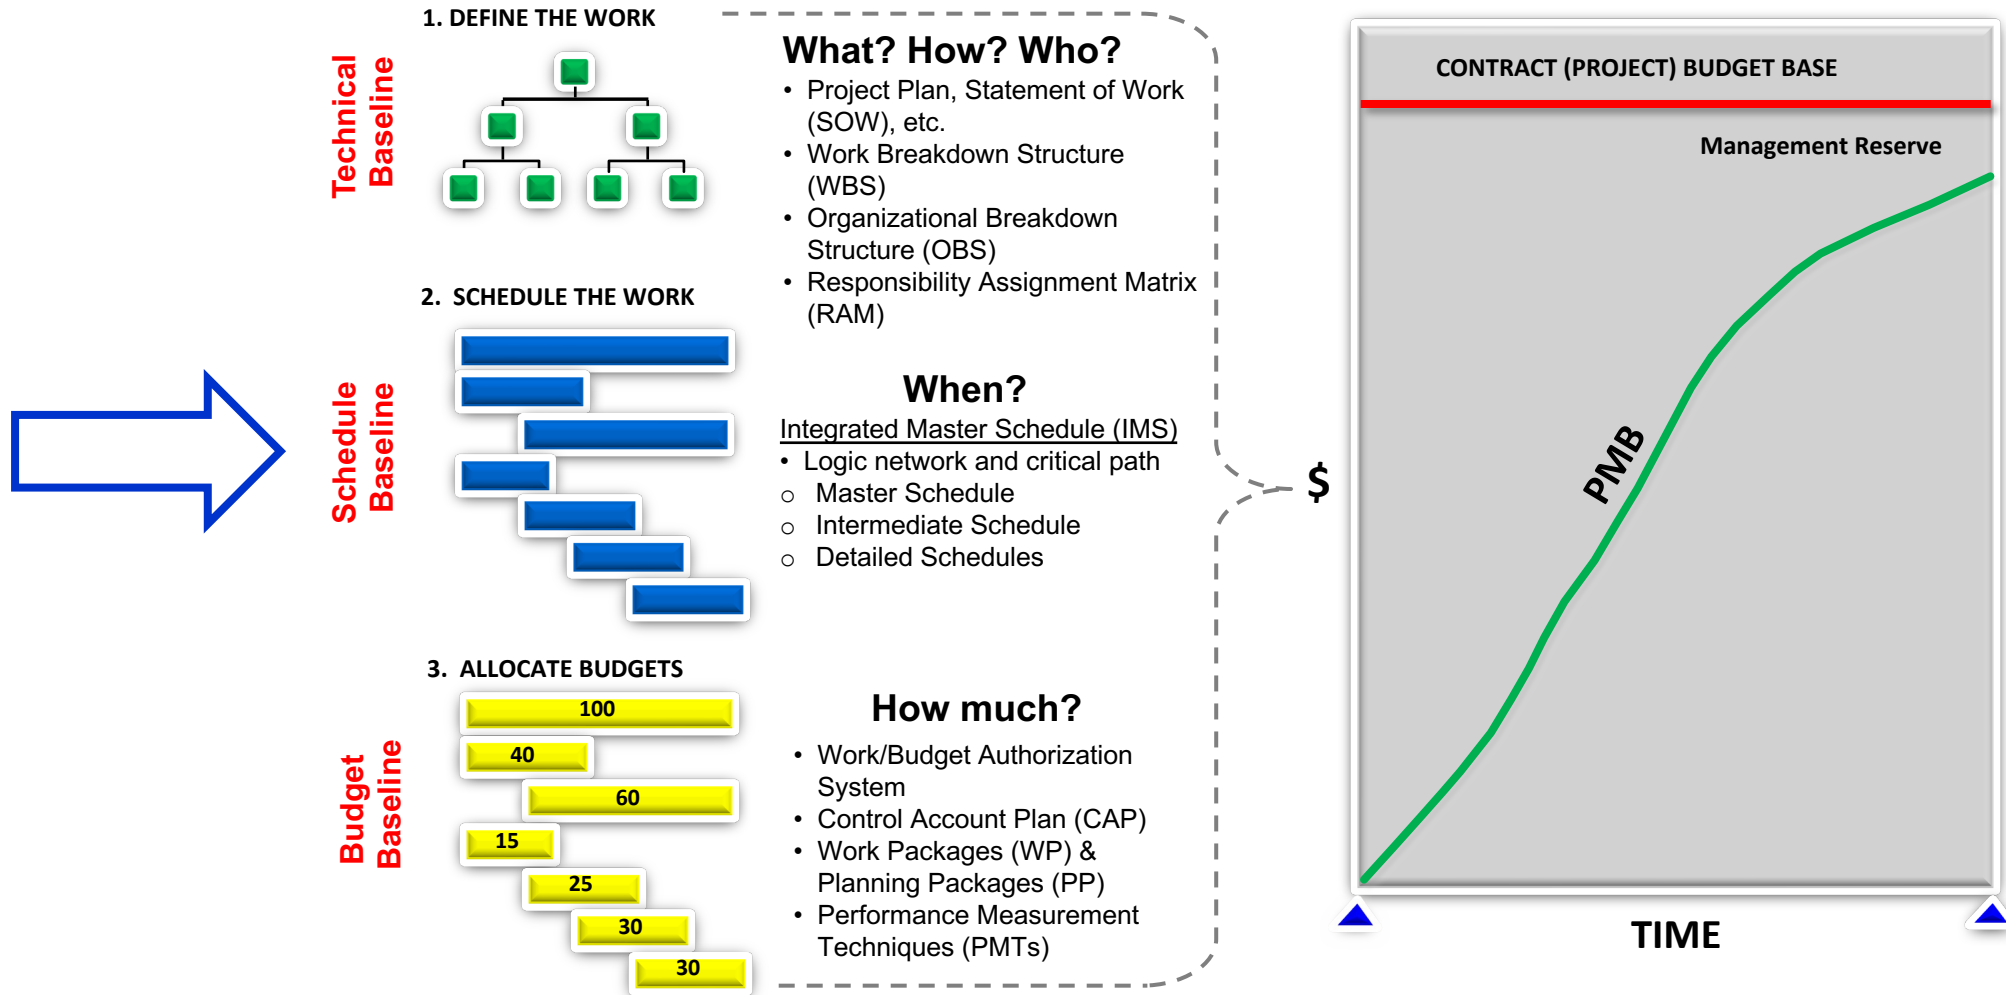 1. DEFINE THE WORK
Technical
Baseline
What? How? Who?
• Project Plan, Statement of Work
(SOW), etc.
• Work Breakdown Structure
(WBS)
• Organizational Breakdown
Structure (OBS)
• Responsibility Assignment Matrix
(RAM)
2. SCHEDULE THE WORK
Schedule
Baseline
When?
Integrated Master Schedule (IMS)
• Logic network and critical path
o Master Schedule
o Intermediate Schedule
o Detailed Schedules
3. ALLOCATE BUDGETS
Budget
Baseline
100
40
60
15
25
30
30
How much?
• Work/Budget Authorization
System
• Control Account Plan (CAP)
• Work Packages (WP) &
Planning Packages (PP)
• Performance Measurement
Techniques (PMTs)
$
CONTRACT (PROJECT) BUDGET BASE
Management Reserve
PMB
TIME